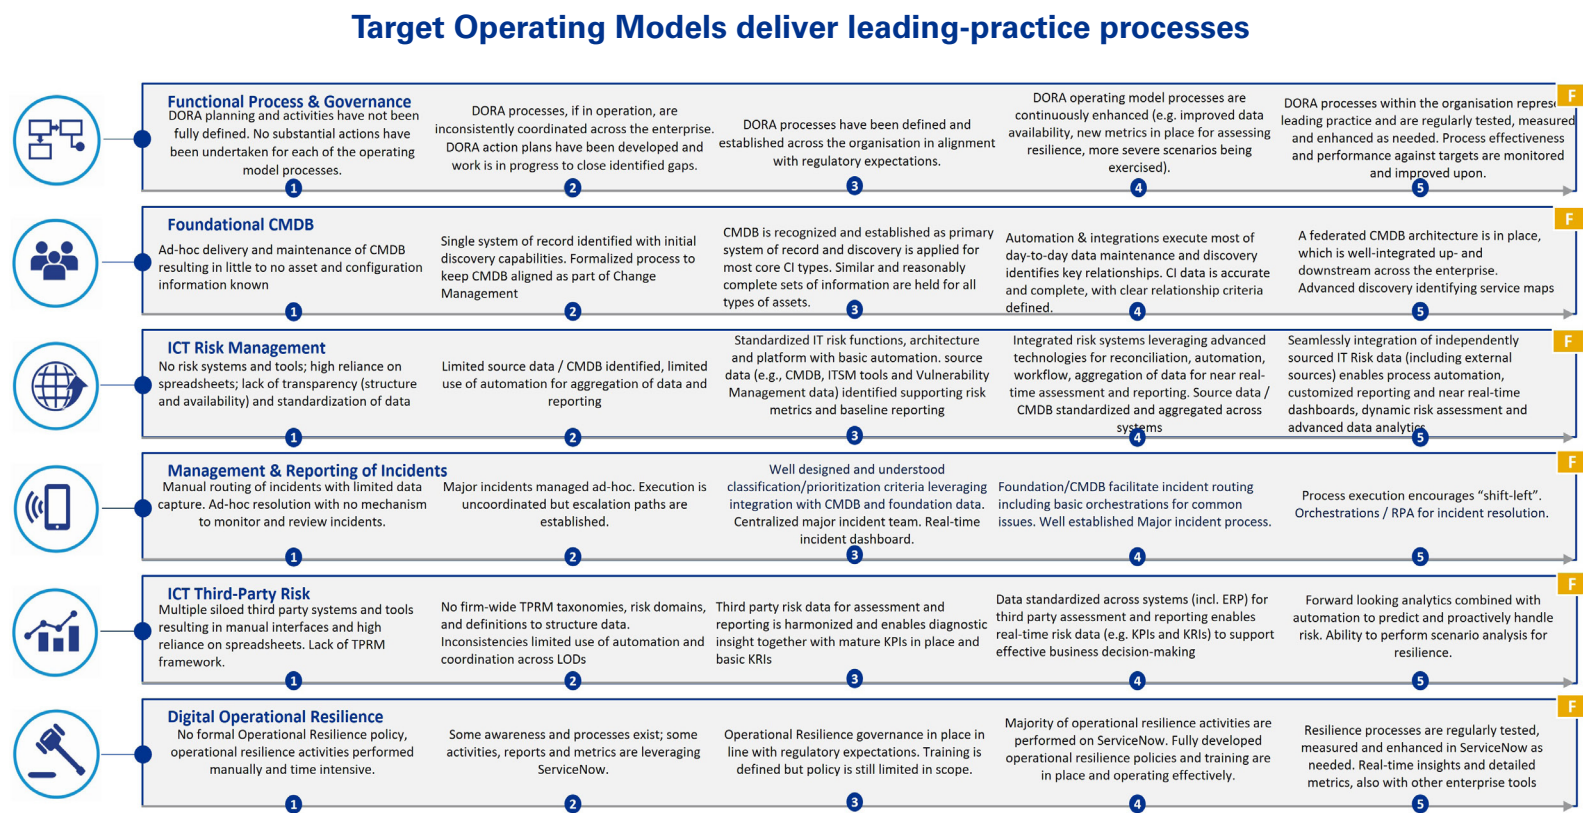 Target Operating Models deliver leading-practice processes
F
Functional Process & Governance
DORA planning and activities have not been
fully defined. No substantial actions have
been undertaken for each of the operating
model processes.
1
DORA processes, if in operation, are
inconsistently coordinated across the enterprise.
DORA action plans have been developed and
work is in progress to close identified gaps.
2
DORA processes have been defined and
established across the organisation in alignment
with regulatory expectations.
3
DORA operating model processes are
continuously enhanced (e.g. improved data
availability, new metrics in place for assessing
resilience, more severe scenarios being
exercised).
4
DORA processes within the organisation
leading practice and are regularly tested, measured
and enhanced as needed. Process effectiveness
and performance against targets are monitored
and improved upon.
5
F
Foundational CMDB
Ad-hoc delivery and maintenance of CMDB
resulting in little to no asset and configuration
information known
1
Single system of record identified with initial
discovery capabilities. Formalized process to
keep CMDB aligned as part of Change
Management
2
CMDB is recognized and established as primary
system of record and discovery is applied for
most core CI types. Similar and reasonably
complete sets of information are held for all
types of assets.
3
Automation & integrations execute most of
day-to-day data maintenance and discovery
identifies key relationships. CI data is accurate
and complete, with clear relationship criteria
defined.
4
A federated CMDB architecture is in place,
which is well-integrated up- and
downstream across the enterprise.
Advanced discovery identifying service maps
5
F
ICT Risk Management
No risk systems and tools; high reliance on
spreadsheets; lack of transparency (structure
and availability) and standardization of data
1
Limited source data / CMDB identified, limited
use of automation for aggregation of data and
reporting
2
Standardized IT risk functions, architecture
and platform with basic automation. source
data (e.g., CMDB, ITSM tools and Vulnerability
Management data) identified supporting risk
metrics and baseline reporting
3
Integrated risk systems leveraging advanced
technologies for reconciliation, automation,
workflow, aggregation of data for near real-
time assessment and reporting. Source data /
CMDB standardized and aggregated across
systems
4
Seamlessly integration of independently
sourced IT Risk data (including external
sources) enables process automation,
customized reporting and near real-time
dashboards, dynamic risk assessment and
advanced data analytics
5
F
Management & Reporting of Incidents
Manual routing of incidents with limited data
capture. Ad-hoc resolution with no mechanism
to monitor and review incidents.
1
Major incidents managed ad-hoc. Execution is
uncoordinated but escalation paths are
established.
2
Well designed and understood
classification/prioritization criteria leveraging
integration with CMDB and foundation data.
Centralized major incident team. Real-time
incident dashboard.
3
Foundation/CMDB facilitate incident routing
including basic orchestrations for common
issues. Well established Major incident process.
4
Process execution encourages “shift-left”.
Orchestrations / RPA for incident resolution.
5
F
ICT Third-Party Risk
Multiple siloed third party systems and tools
resulting in manual interfaces and high
reliance on spreadsheets. Lack of TPRM
framework.
1
No firm-wide TPRM taxonomies, risk domains,
and definitions to structure data.
Inconsistencies limited use of automation and
coordination across LODs
2
Third party risk data for assessment and
reporting is harmonized and enables diagnostic
insight together with mature KPIs in place and
basic KRIs
3
Data standardized across systems (incl. ERP) for
third party assessment and reporting enables
real-time risk data (e.g. KPIs and KRIs) to support
effective business decision-making
4
Forward looking analytics combined with
automation to predict and proactively handle
risk. Ability to perform scenario analysis for
resilience.
5
F
Digital Operational Resilience
No formal Operational Resilience policy,
operational resilience activities performed
manually and time intensive.
1
Some awareness and processes exist; some
activities, reports and metrics are leveraging
ServiceNow.
2
Operational Resilience governance in place in
line with regulatory expectations. Training is
defined but policy is still limited in scope.
3
Majority of operational resilience activities are
performed on ServiceNow. Fully developed
operational resilience policies and training are
in place and operating effectively.
4
Resilience processes are regularly tested,
measured and enhanced in ServiceNow as
needed. Real-time insights and detailed
metrics, also with other enterprise tools
5